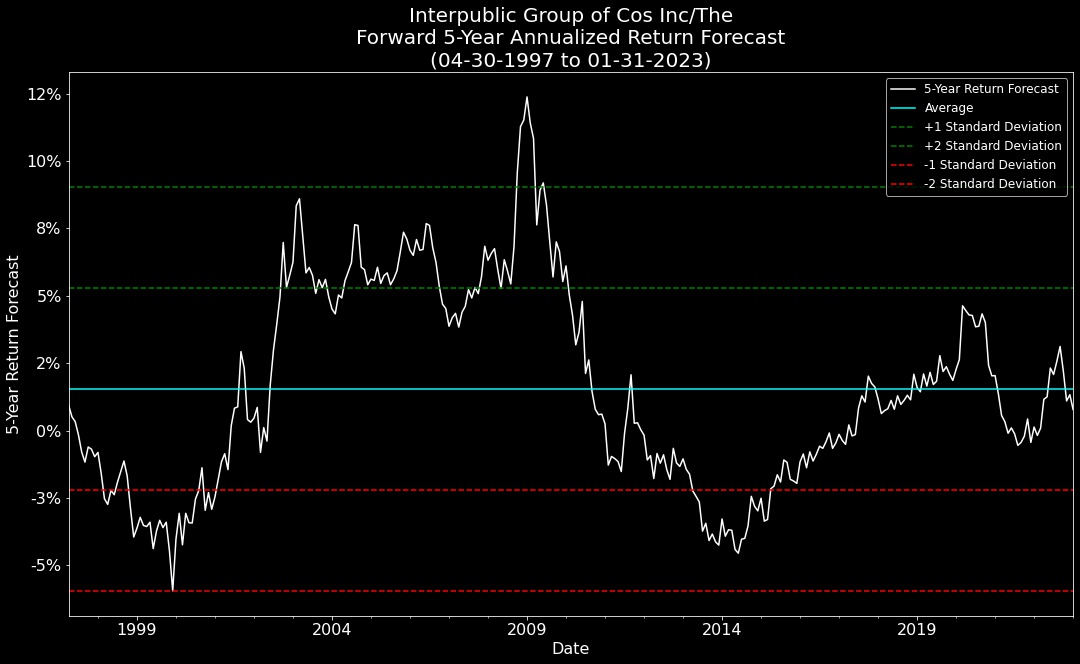 Interpublic Group of Cos Inc/The
Forward 5-Year Annualized Return Forecast
(04-30-1997 to 01-31-2023)
5-Year Return Forecast
Average
+1 Standard Deviation
+2 Standard Deviation
-1 Standard Deviation
-2 Standard Deviation
5-Year Return Forecast
12%
10%
8%
5%
2%
0%
-3%
-5%
1999
2004
2009
2014
2019
Date